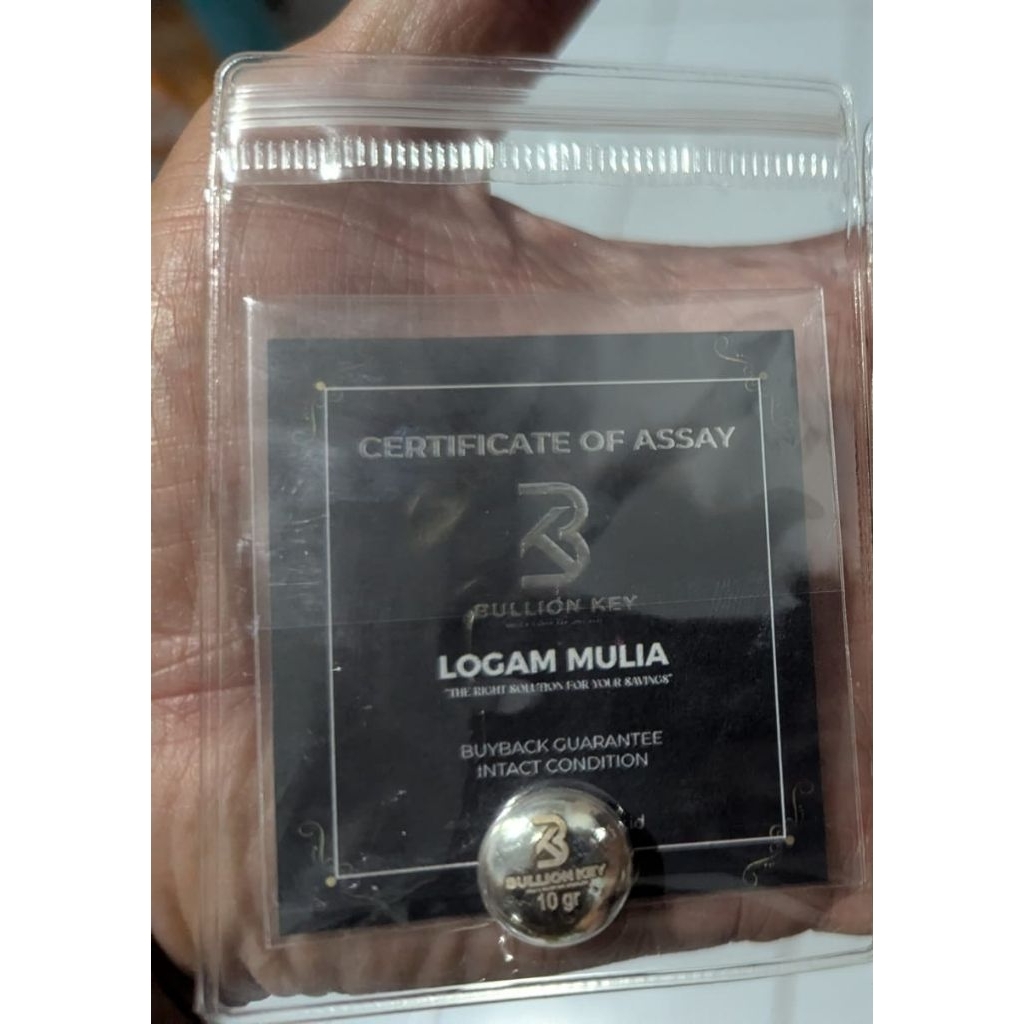 CERTIFICATE OF ASSAY
BULLION KEY
LOGAM MULIA
"THE RIGHT SOLUTION FOR YOUR SAVINGS"
BUYBACK GUARANTEE
INTACT CONDITION
id
BULLION KEY
10 gr